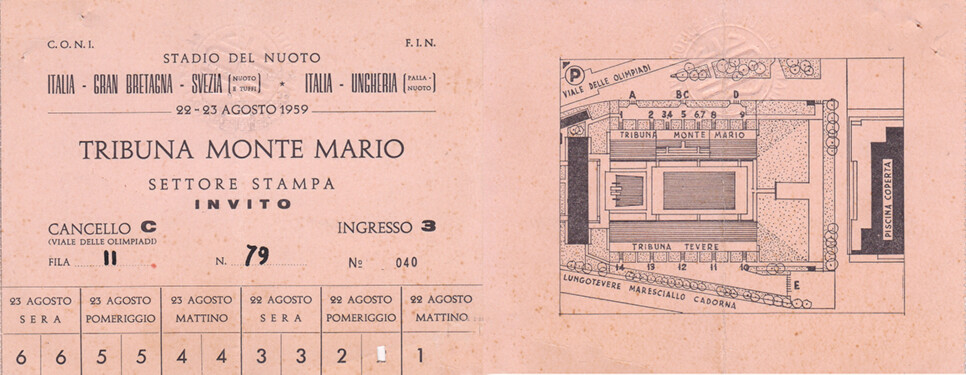 C.O.N.I. F.I.N.
STADIO DEL NUOTO
ITALIA - GRAN BRETAGNA - SVEZIA (NUOTO E TUFFI) * ITALIA - UNGHERIA (PALLA-NUOTO)
22-23 AGOSTO 1959
TRIBUNA MONTE MARIO
SETTORE STAMPA
INVITO
CANCELLO C INGRESSO 3
(VIALE DELLE OLIMPIADI)
FILA 11 N. 79 No 040
23 AGOSTO 23 AGOSTO 23 AGOSTO 22 AGOSTO 22 AGOSTO 22 AGOSTO
SERA POMERIGGIO MATTINO SERA POMERIGGIO MATTINO
6 6 5 5 4 4 3 3 2 1
P
VIALE DELLE OLIMPIADI
A BC D
1 2 3,4 5 6,7 8 9
TRIBUNA MONTE MARIO
PISCINA COPERTA
TRIBUNA TEVERE
14 13 12 11 10
E
LUNGOTEVERE MARESCIALLO CADORNA